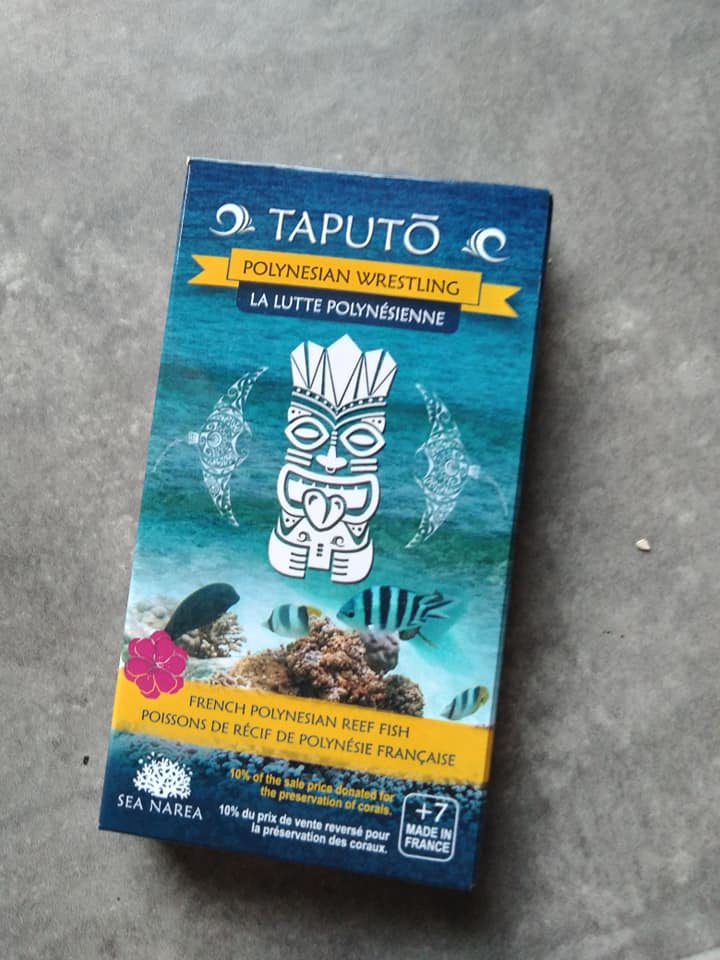 TAPUTŌ
POLYNESIAN WRESTLING
LA LUTTE POLYNÉSIENNE
FRENCH POLYNESIAN REEF FISH
POISSONS DE RÉCIF DE POLYNÉSIE FRANÇAISE
SEA NAREA
10% of the sale price donated for
the preservation of corals.
10% du prix de vente reversé pour
la préservation des coraux.
+7
MADE IN
FRANCE